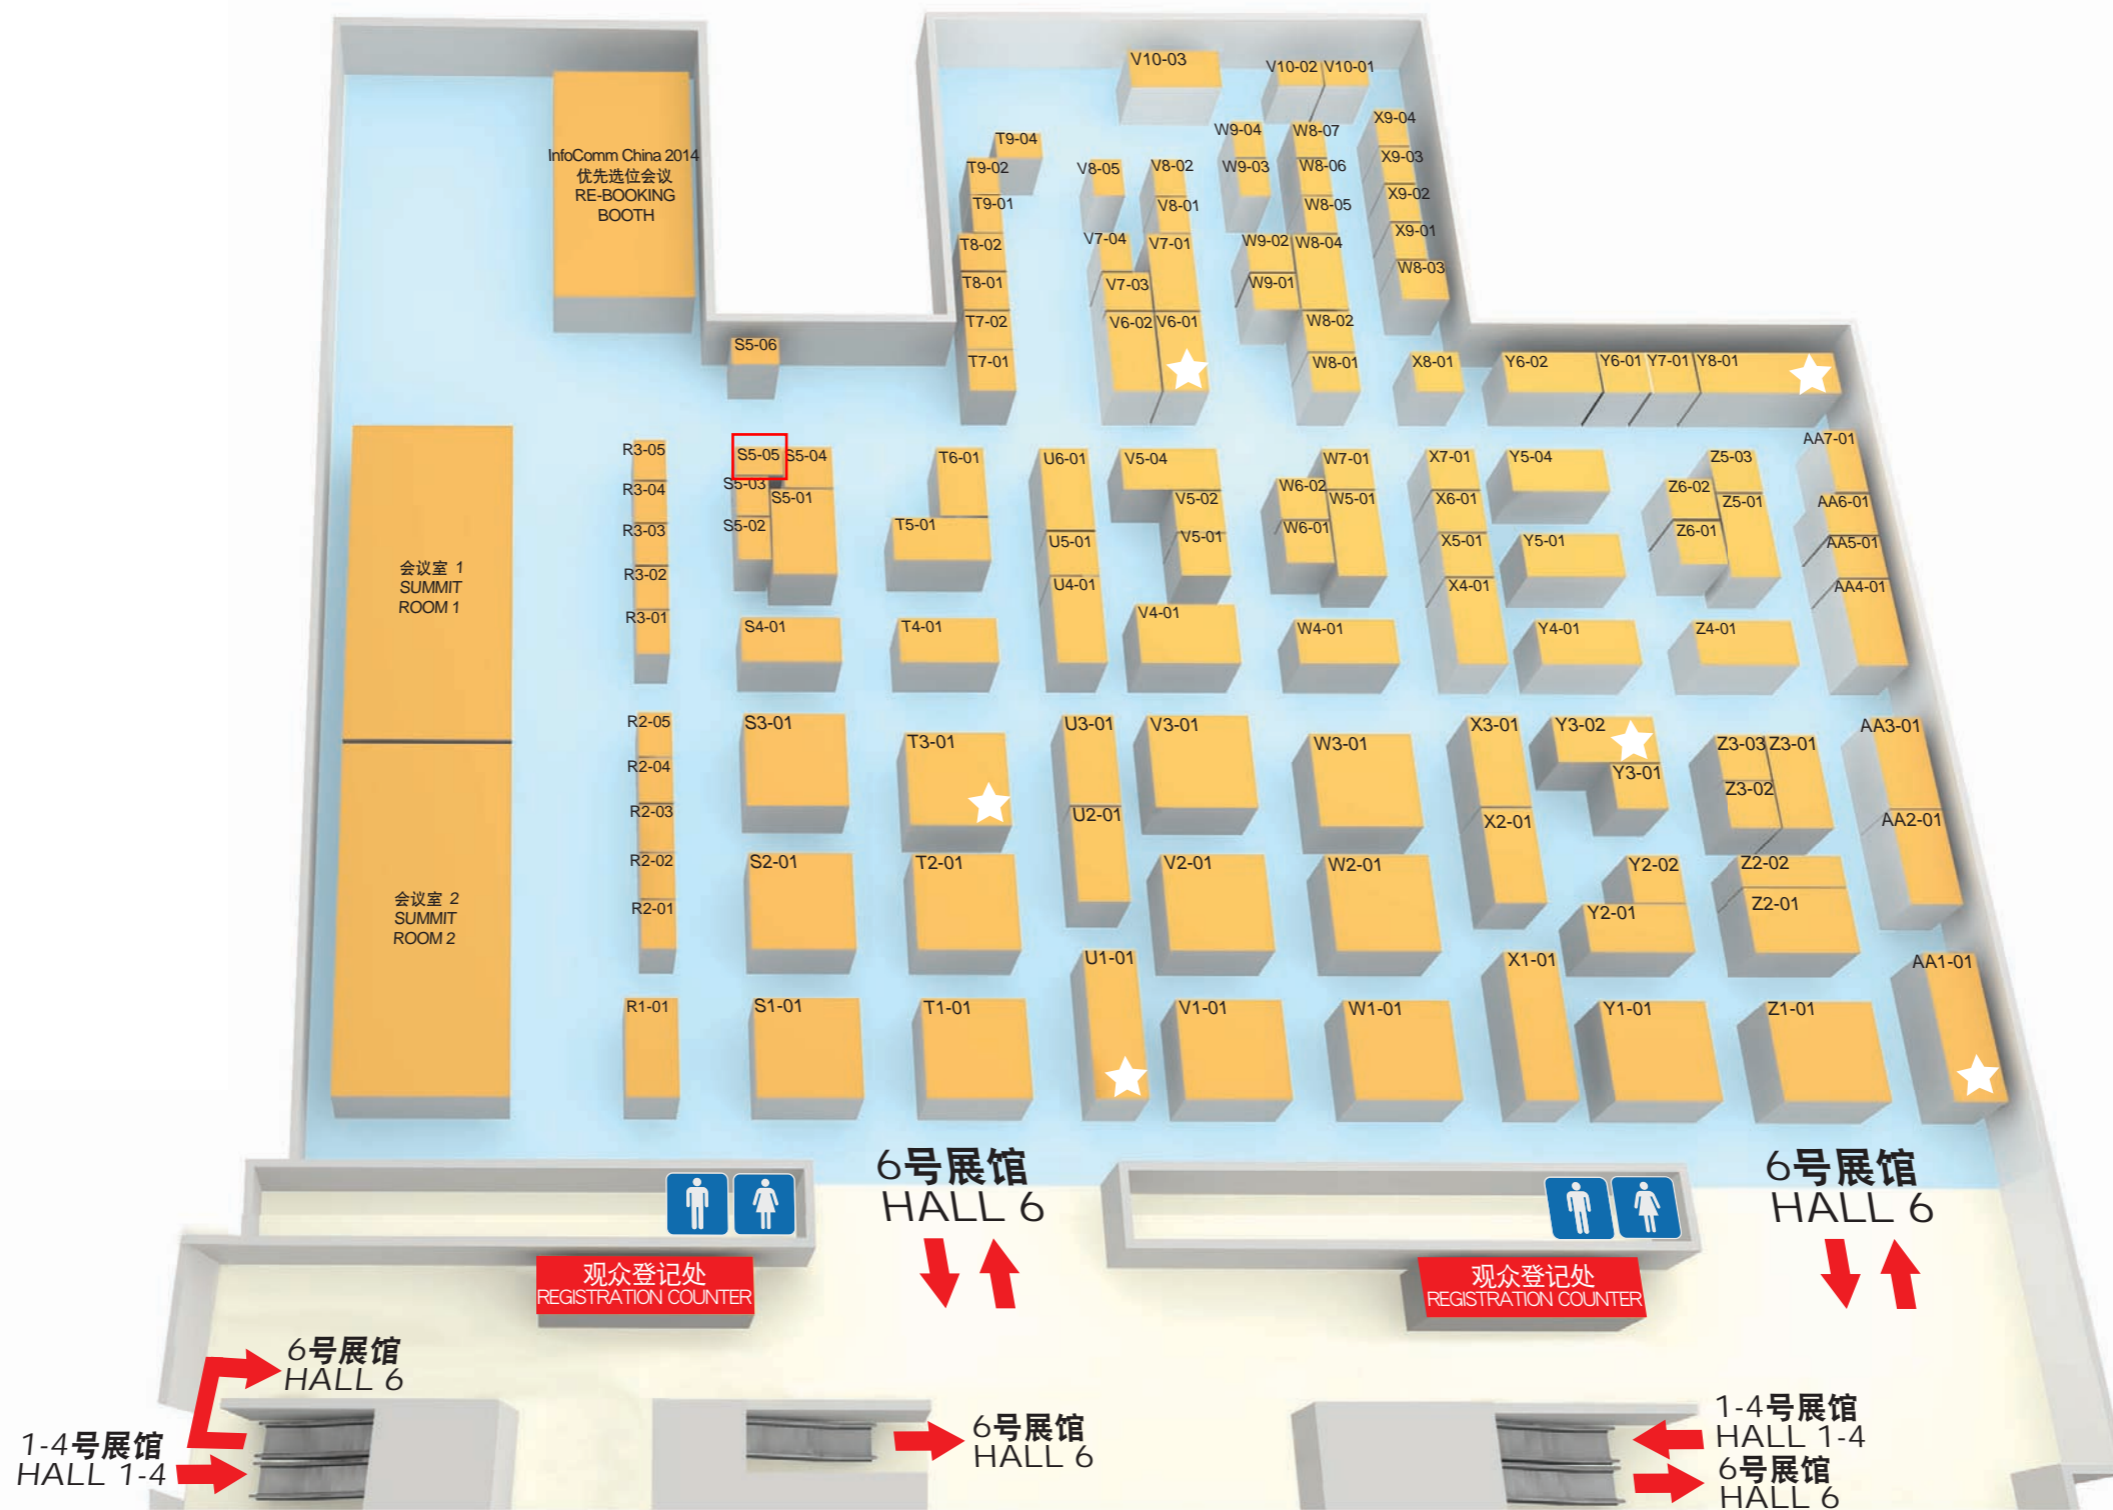 V10-03
V10-02
V10-01
X9-04
W9-04
W8-07
T9-04
InfoComm China 2014
优先选位会议
RE-BOOKING
BOOTH
T9-02
V8-05
V8-02
W9-03
W8-06
X9-03
T9-01
V8-01
W8-05
X9-02
T8-02
V7-04
V7-01
W9-02
W8-04
X9-01
T8-01
V7-03
W9-01
W8-03
T7-02
V6-02
V6-01
W8-02
S5-06
T7-01
W8-01
X8-01
Y6-02
Y6-01
Y7-01
Y8-01
AA7-01
R3-05
S5-05
S5-04
T6-01
U6-01
V5-04
W7-01
X7-01
Y5-04
Z5-03
R3-04
S5-03
S5-01
V5-02
W6-02
W5-01
X6-01
Z6-02
Z5-01
AA6-01
R3-03
S5-02
T5-01
U5-01
V5-01
W6-01
X5-01
Y5-01
Z6-01
AA5-01
会议室 1
SUMMIT
ROOM 1
R3-02
U4-01
X4-01
AA4-01
R3-01
S4-01
T4-01
V4-01
W4-01
Y4-01
Z4-01
R2-05
S3-01
T3-01
U3-01
V3-01
W3-01
X3-01
Y3-02
Z3-03
Z3-01
AA3-01
R2-04
Y3-01
Z3-02
R2-03
U2-01
X2-01
AA2-01
R2-02
S2-01
T2-01
V2-01
W2-01
Y2-02
Z2-02
会议室 2
SUMMIT
ROOM 2
R2-01
Y2-01
Z2-01
U1-01
X1-01
AA1-01
R1-01
S1-01
T1-01
V1-01
W1-01
Y1-01
Z1-01
6号展馆
HALL 6
6号展馆
HALL 6
观众登记处
REGISTRATION COUNTER
观众登记处
REGISTRATION COUNTER
6号展馆
HALL 6
1-4号展馆
HALL 1-4
6号展馆
HALL 6
1-4号展馆
HALL 1-4
6号展馆
HALL 6